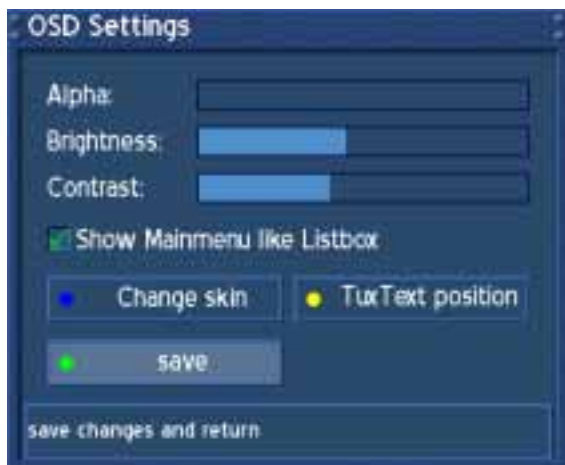 OSD Settings
Alpha:
Brightness:
Contrast:
Show Mainmenu like Listbox
Change skin
TuxText position
save
save changes and return